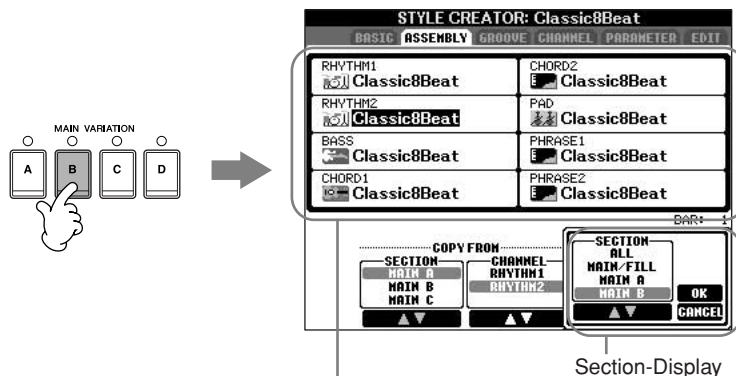 STYLE CREATOR: Classic8Beat
BASIC ASSEMBLY GROOVE CHANNEL PARAMETER EDIT
RHYTHM1
Classic8Beat
CHORD2
Classic8Beat
RHYTHM2
Classic8Beat
PAD
Classic8Beat
BASS
Classic8Beat
PHRASE1
Classic8Beat
CHORD1
Classic8Beat
PHRASE2
Classic8Beat
MAIN VARIATION
A B C D
BAR: 1
COPY FROM
SECTION
MAIN A
MAIN B
MAIN C
CHANNEL
RHYTHM1
RHYTHM2
SECTION
ALL
MAIN/FILL
MAIN A
MAIN B
OK
CANCEL
Section-Display